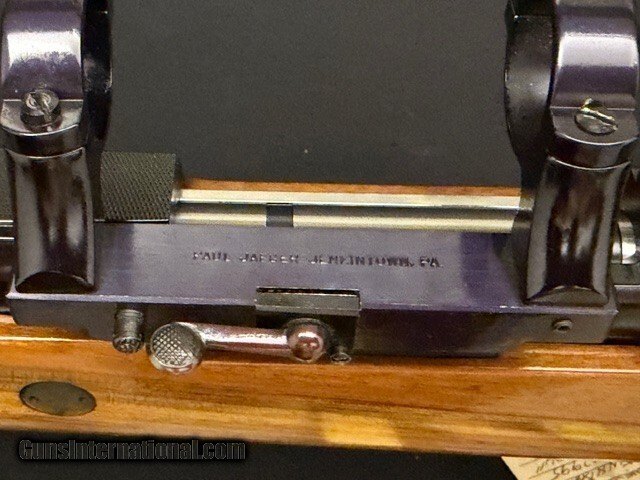 PAUL JAEGER JENKINTOWN, PA.
GunsInternational.com